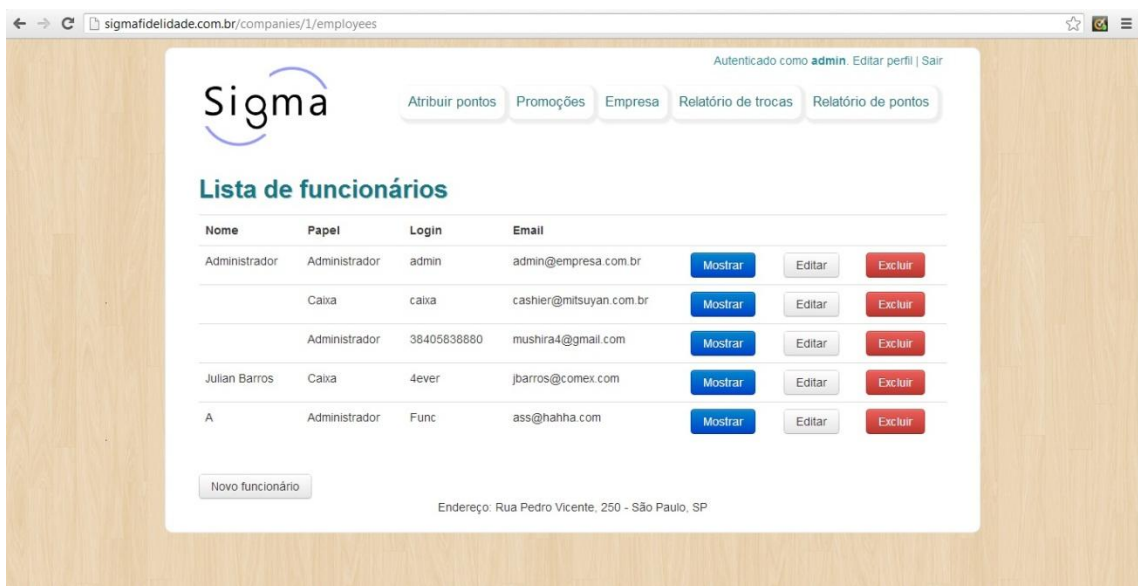 sigmafidelidade.com.br/companies/1/employees
Autenticado como admin. Editar perfil | Sair
Sigma
Atribuir pontos Promoções Empresa Relatório de trocas Relatório de pontos
Lista de funcionários
Nome Papel Login Email
Administrador Administrador admin admin@empresa.com.br Mostrar Editar Excluir
Caixa caixa cashier@mitsuyan.com.br Mostrar Editar Excluir
Administrador 38405838880 mushira4@gmail.com Mostrar Editar Excluir
Julian Barros Caixa 4ever jbarros@comex.com Mostrar Editar Excluir
A Administrador Func ass@hahha.com Mostrar Editar Excluir
Novo funcionário
Endereço: Rua Pedro Vicente, 250 - São Paulo, SP